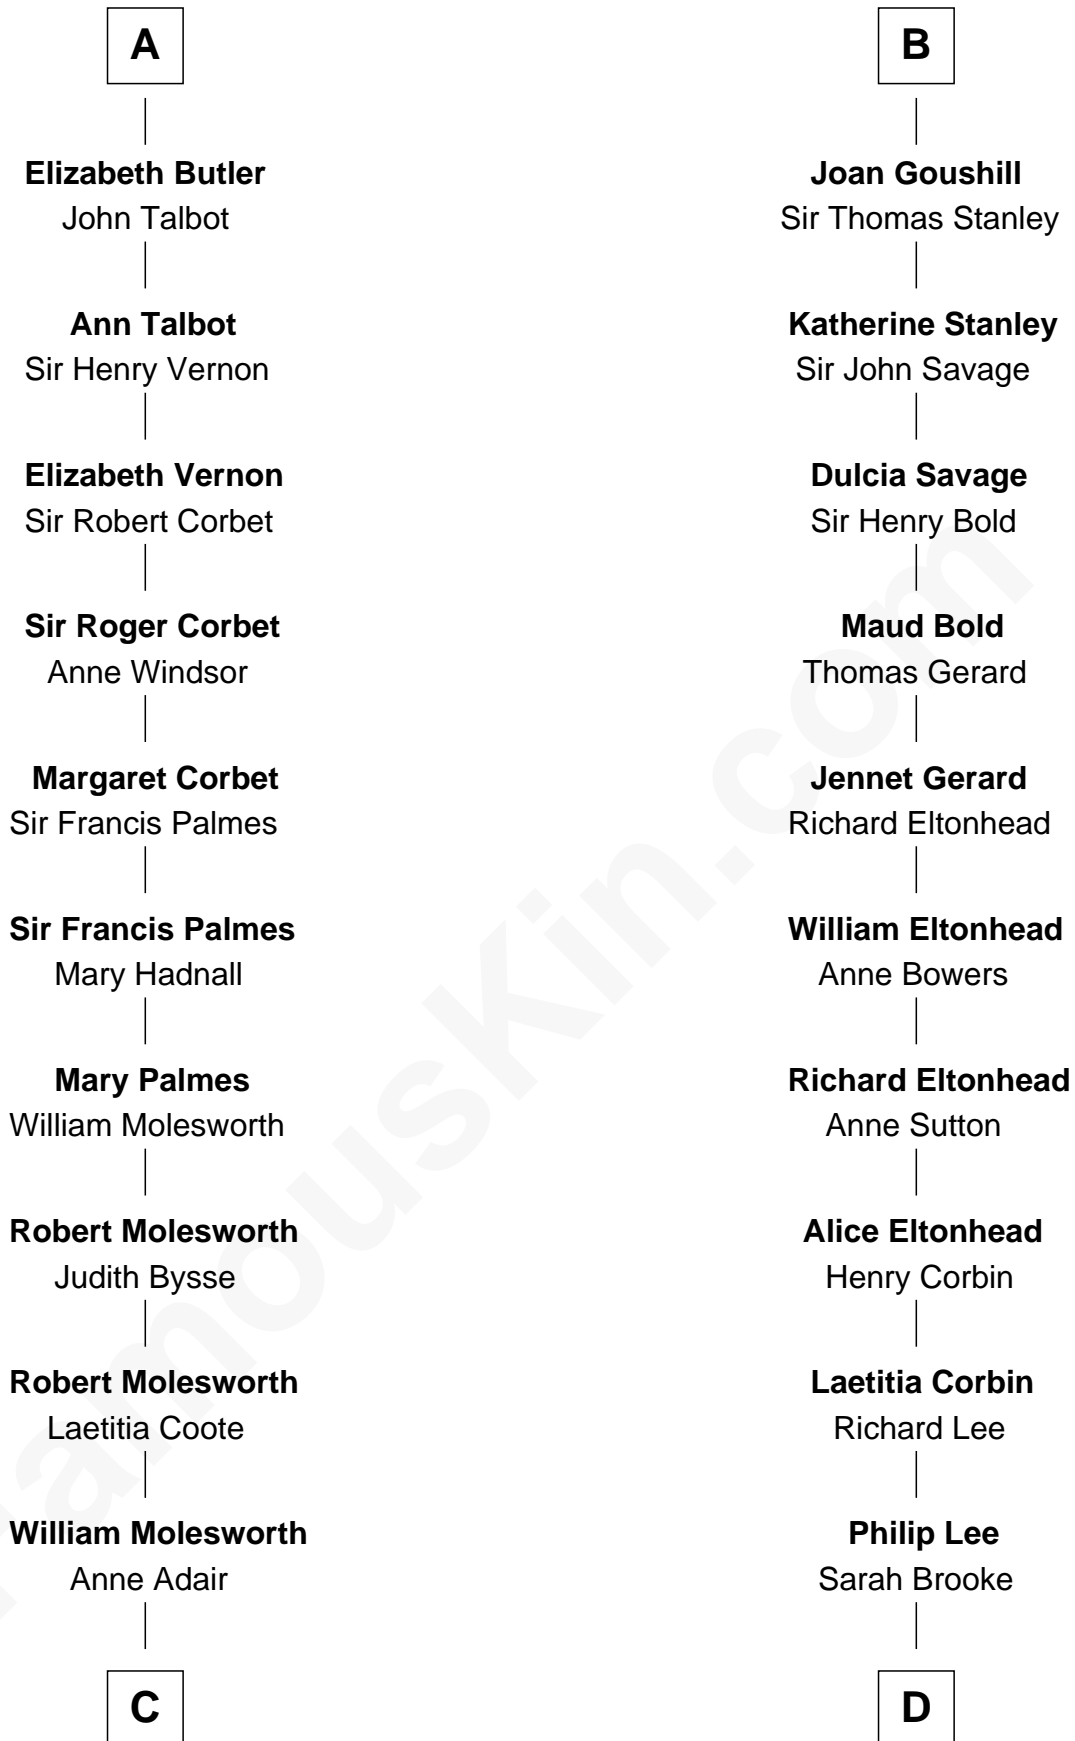 A
Elizabeth Butler
John Talbot
Ann Talbot
Sir Henry Vernon
Elizabeth Vernon
Sir Robert Corbet
Sir Roger Corbet
Anne Windsor
Margaret Corbet
Sir Francis Palmes
Sir Francis Palmes
Mary Hadnall
Mary Palmes
William Molesworth
Robert Molesworth
Judith Bysse
Robert Molesworth
Laetitia Coote
William Molesworth
Anne Adair
C
B
Joan Goushill
Sir Thomas Stanley
Katherine Stanley
Sir John Savage
Dulcia Savage
Sir Henry Bold
Maud Bold
Thomas Gerard
Jennet Gerard
Richard Eltonhead
William Eltonhead
Anne Bowers
Richard Eltonhead
Anne Sutton
Alice Eltonhead
Henry Corbin
Laetitia Corbin
Richard Lee
Philip Lee
Sarah Brooke
D
FamousKin.com